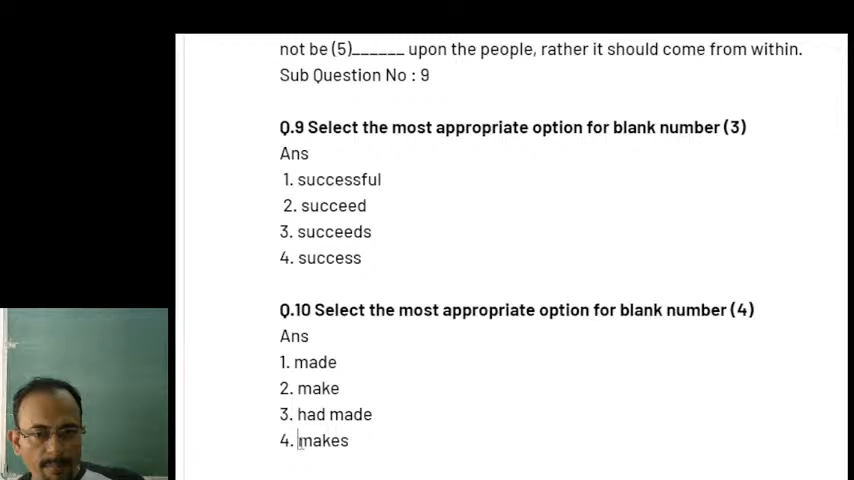 not be (5)______ upon the people, rather it should come from within.
Sub Question No : 9
Q.9 Select the most appropriate option for blank number (3)
Ans
1. successful
2. succeed
3. succeeds
4. success
Q.10 Select the most appropriate option for blank number (4)
Ans
1. made
2. make
3. had made
4. makes